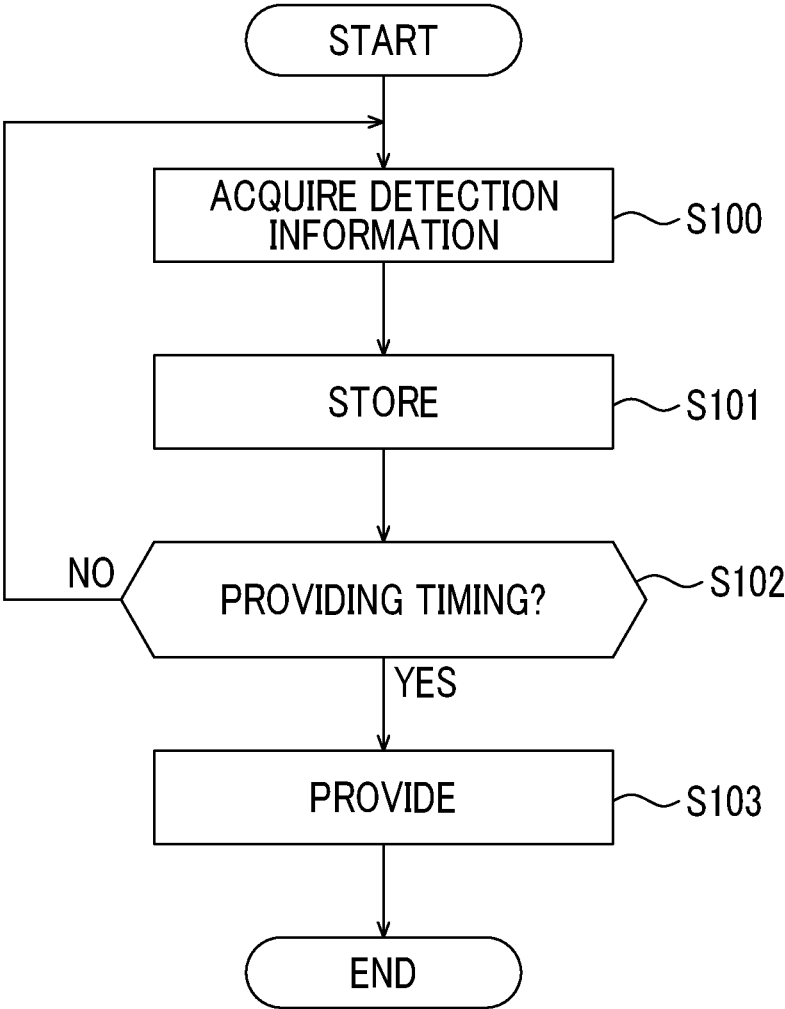 START
ACQUIRE DETECTION
INFORMATION
S100
STORE
S101
NO
PROVIDING TIMING?
S102
YES
PROVIDE
S103
END